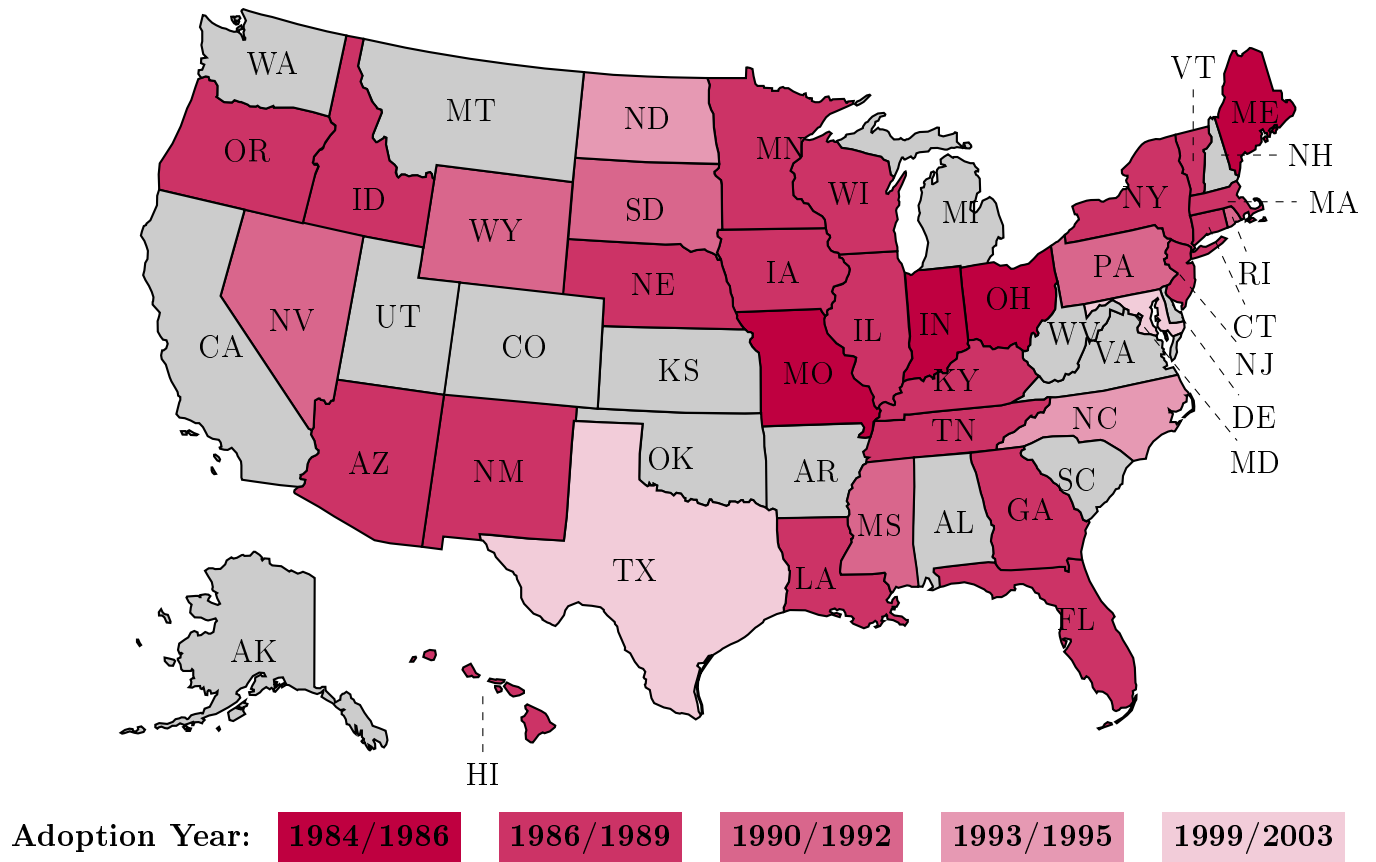 WA
VT
MT
ND
ME
OR
MN
NH
ID
WI
NY
MA
WY
SD
MI
PA
RI
NE
IA
NV
UT
OH
IN
IL
WV
CT
CA
CO
VA
NJ
KS
MO
KY
DE
NC
TN
AZ
NM
OK
AR
SC
MD
MS
AL
GA
TX
LA
FL
AK
HI
Adoption Year: 1984/1986 1986/1989 1990/1992 1993/1995 1999/2003